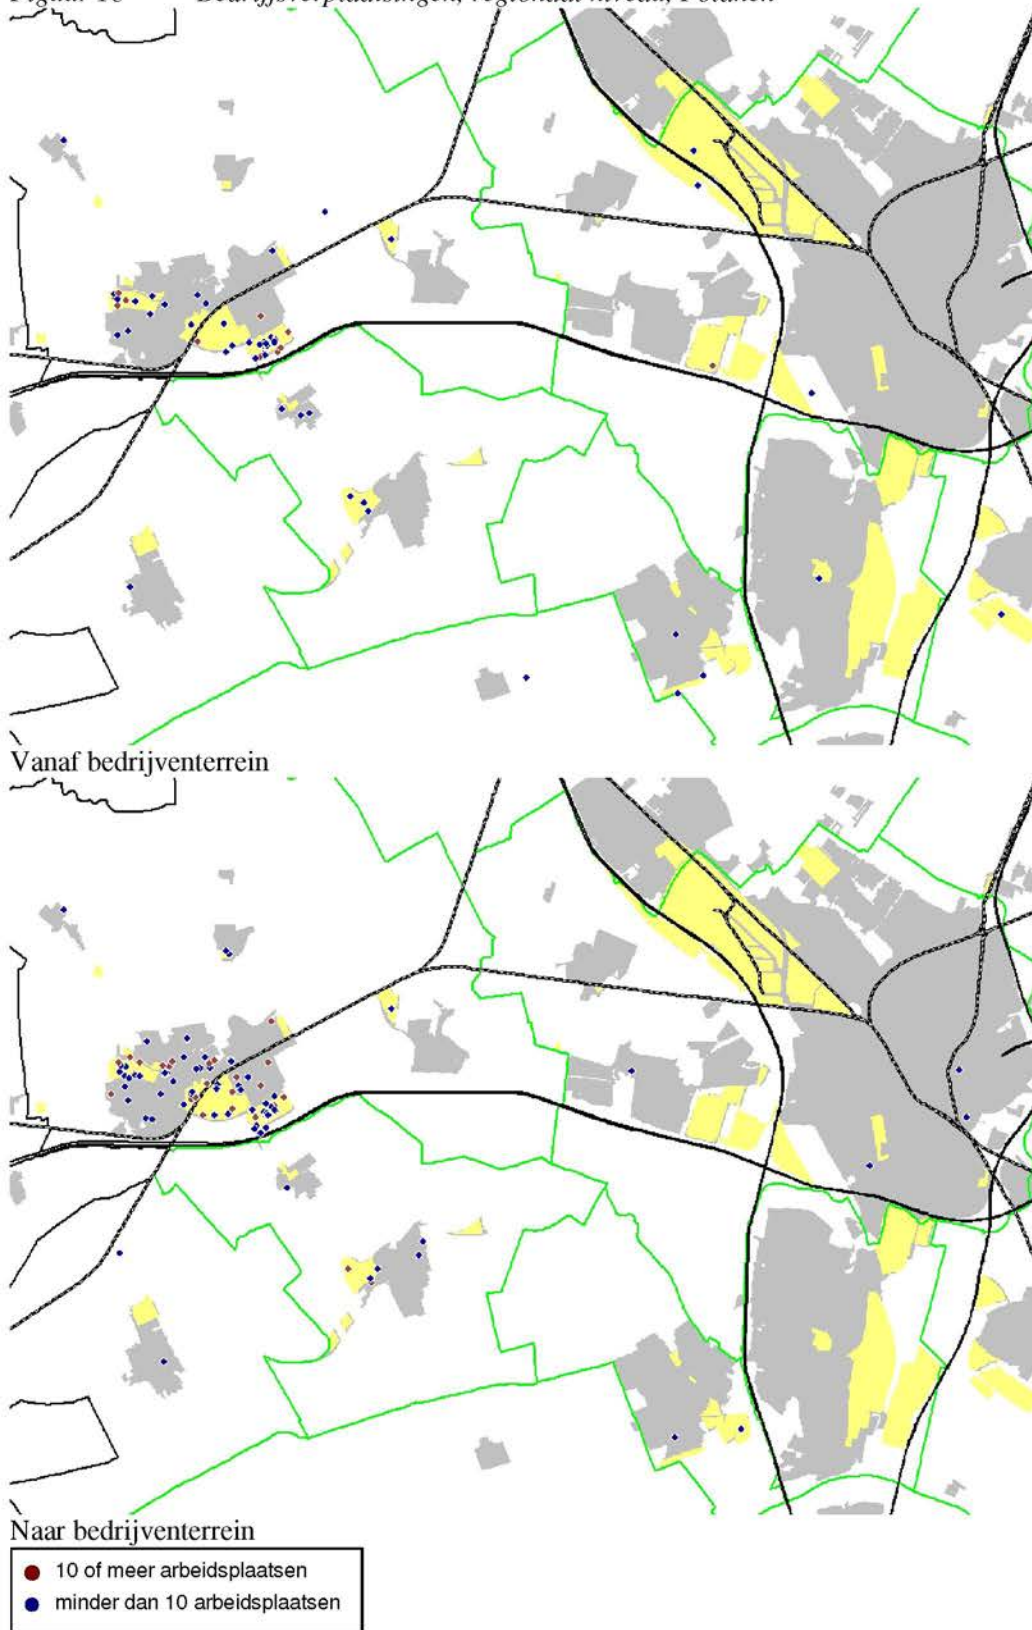 Vanaf bedrijventerrein
Naar bedrijventerrein
10 of meer arbeidsplaatsen
minder dan 10 arbeidsplaatsen